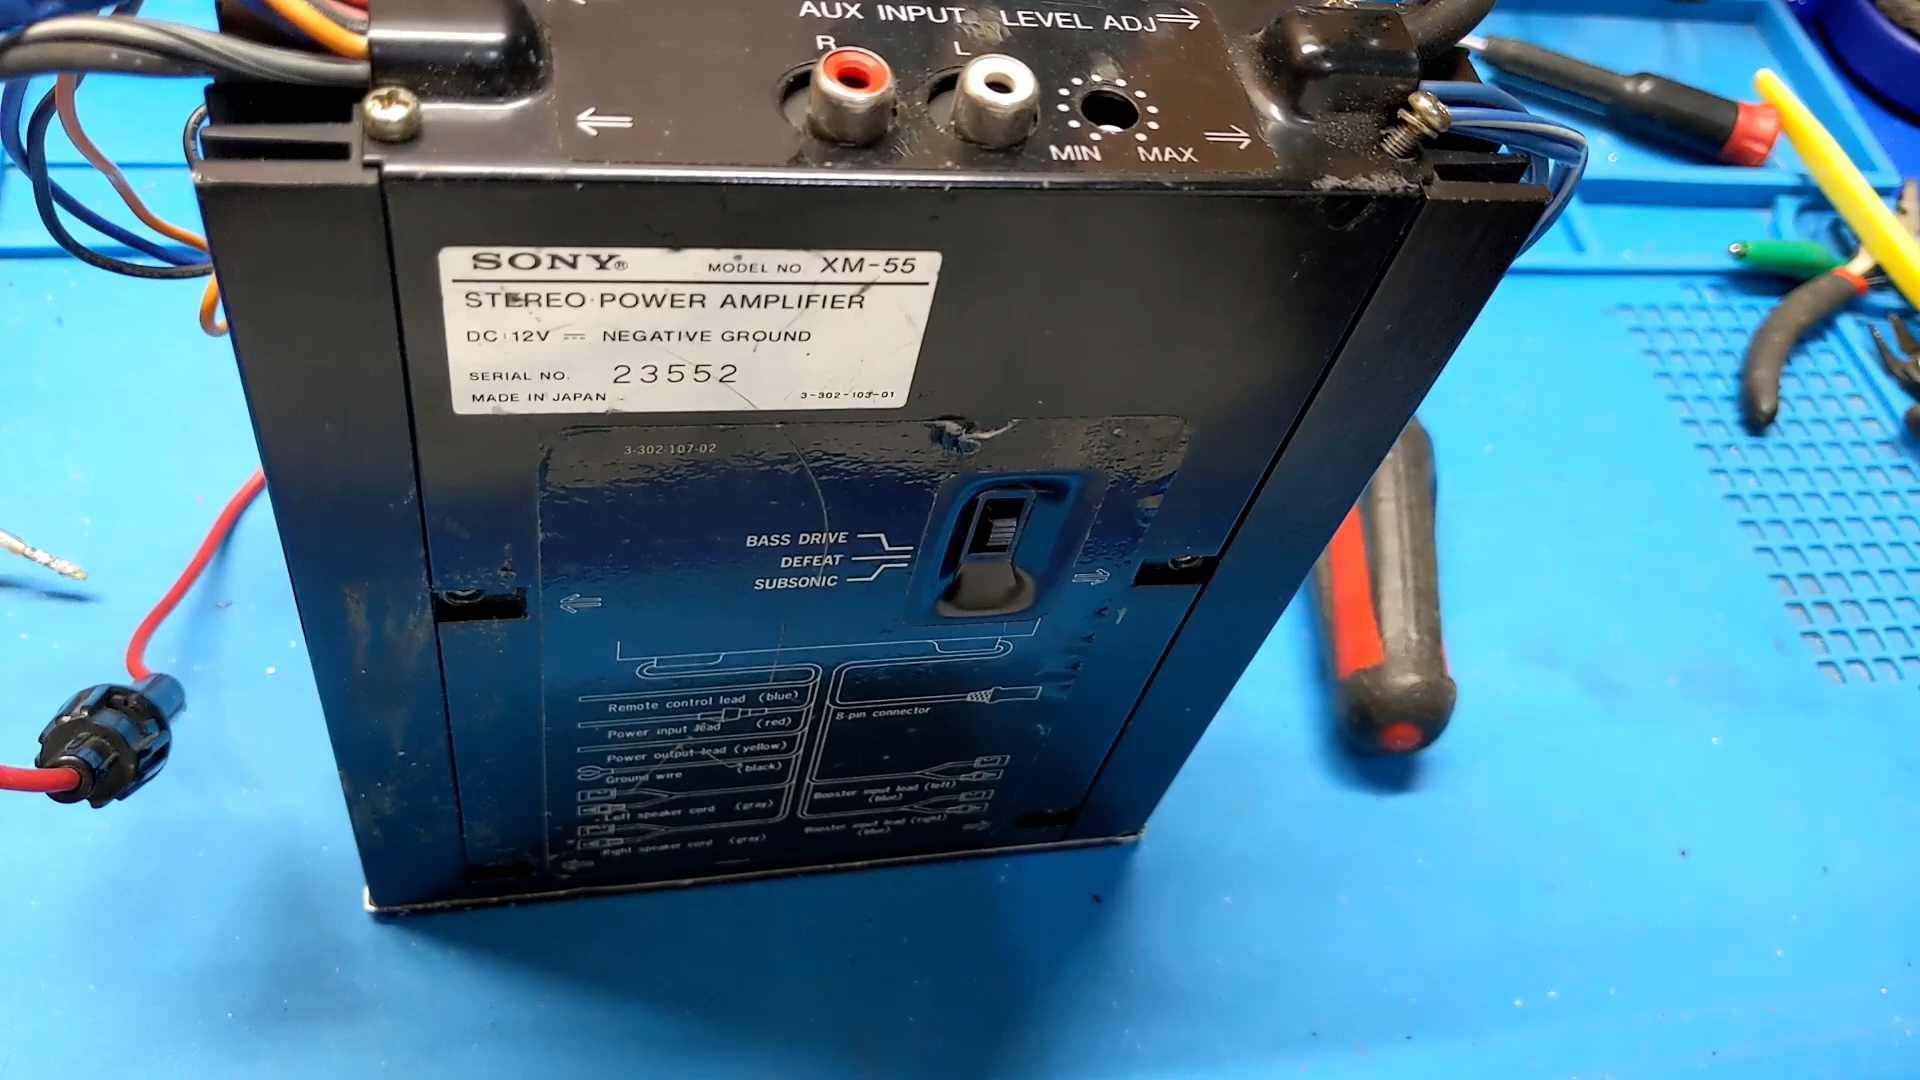 AUX INPUT LEVEL ADJ ⇒
R L
⇐
MIN MAX ⇒
SONY®
MODEL NO. XM-55
STEREO POWER AMPLIFIER
DC 12V ⎓ NEGATIVE GROUND
SERIAL NO. 23552
MADE IN JAPAN 3-302-103-01
3-302-107-02
BASS DRIVE
DEFEAT
SUBSONIC
Remote control lead (blue)
Power input lead (red)
Power output lead (yellow)
Ground wire (black)
Left speaker cord (gray)
Right speaker cord (gray)
8-pin connector
Booster input lead (left)
(blue)
Booster input lead (right)
(blue)